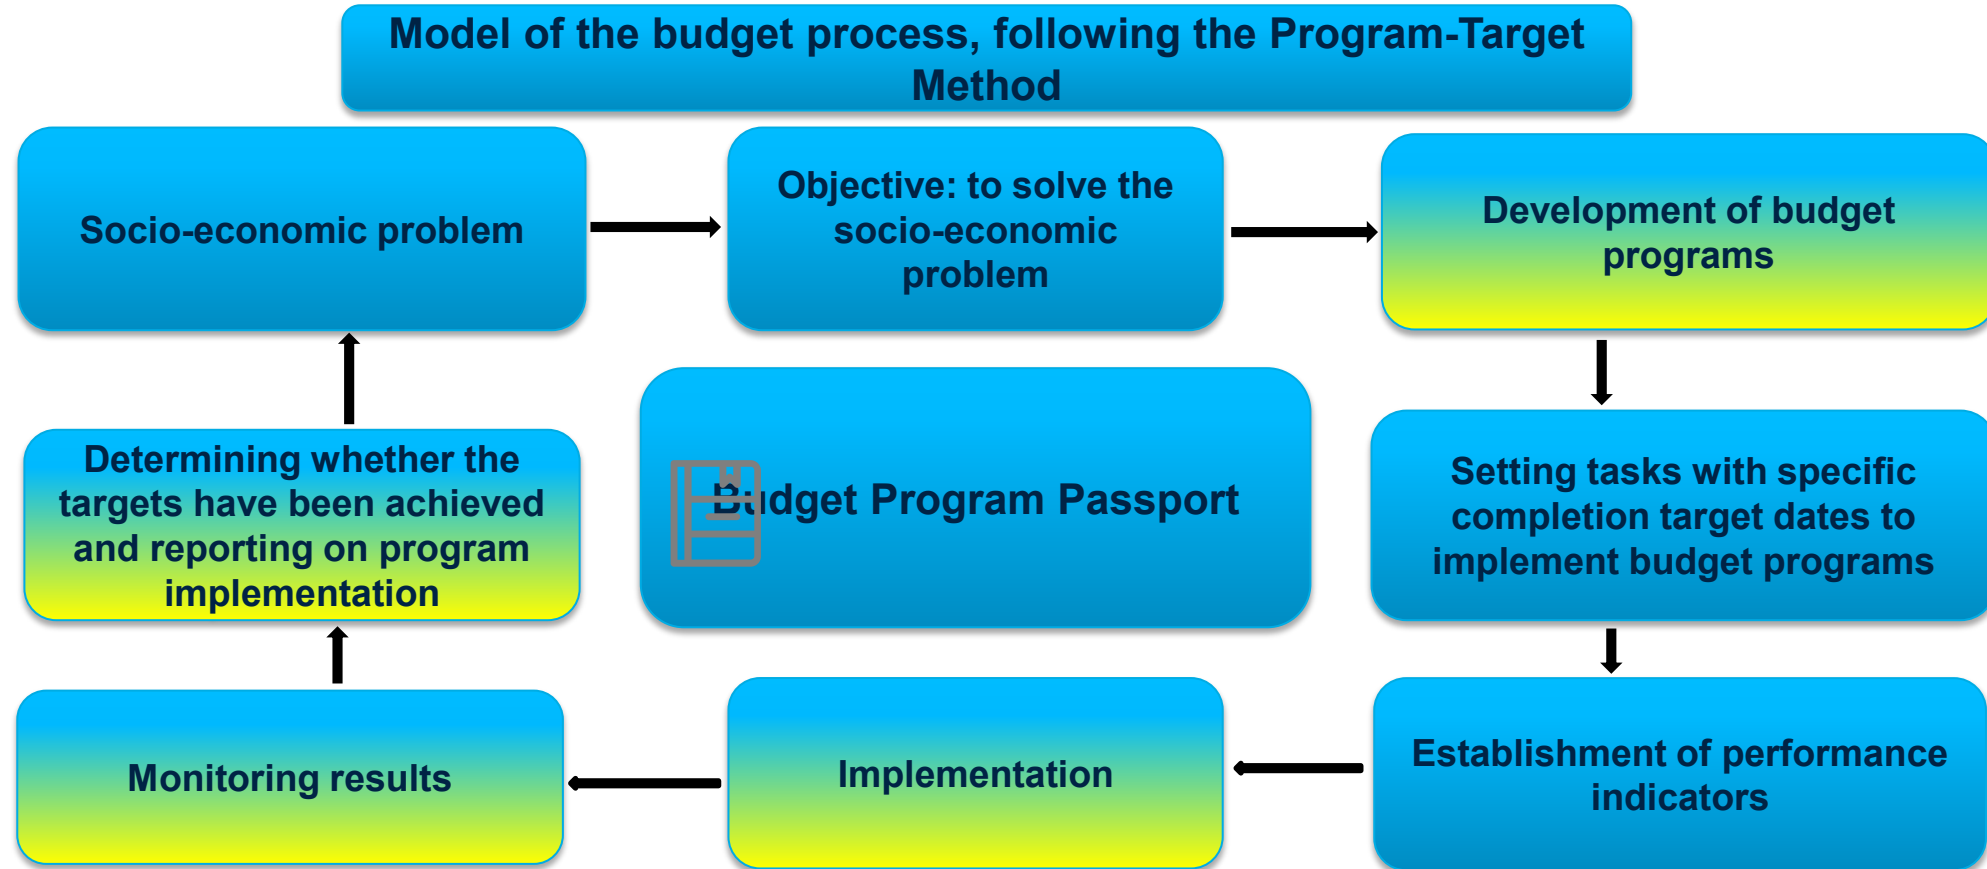 Model of the budget process, following the Program-Target
Method
Socio-economic problem
Objective: to solve the
socio-economic
problem
Development of budget
programs
Determining whether the
targets have been achieved
and reporting on program
implementation
Budget Program Passport
Setting tasks with specific
completion target dates to
implement budget programs
Monitoring results
Implementation
Establishment of performance
indicators